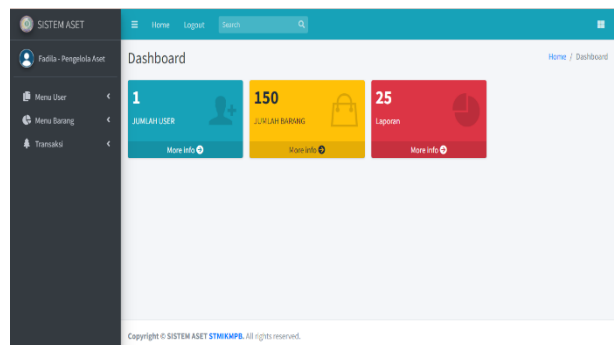 SISTEM ASET
Home Logout Search
Fadila - Pengelola Aset
Dashboard
Home / Dashboard
Menu User
Menu Barang
Transaksi
1
JUMLAH USER
More info
150
JUMLAH BARANG
More info
25
Laporan
More info
Copyright © SISTEM ASET STMIKMPB. All rights reserved.